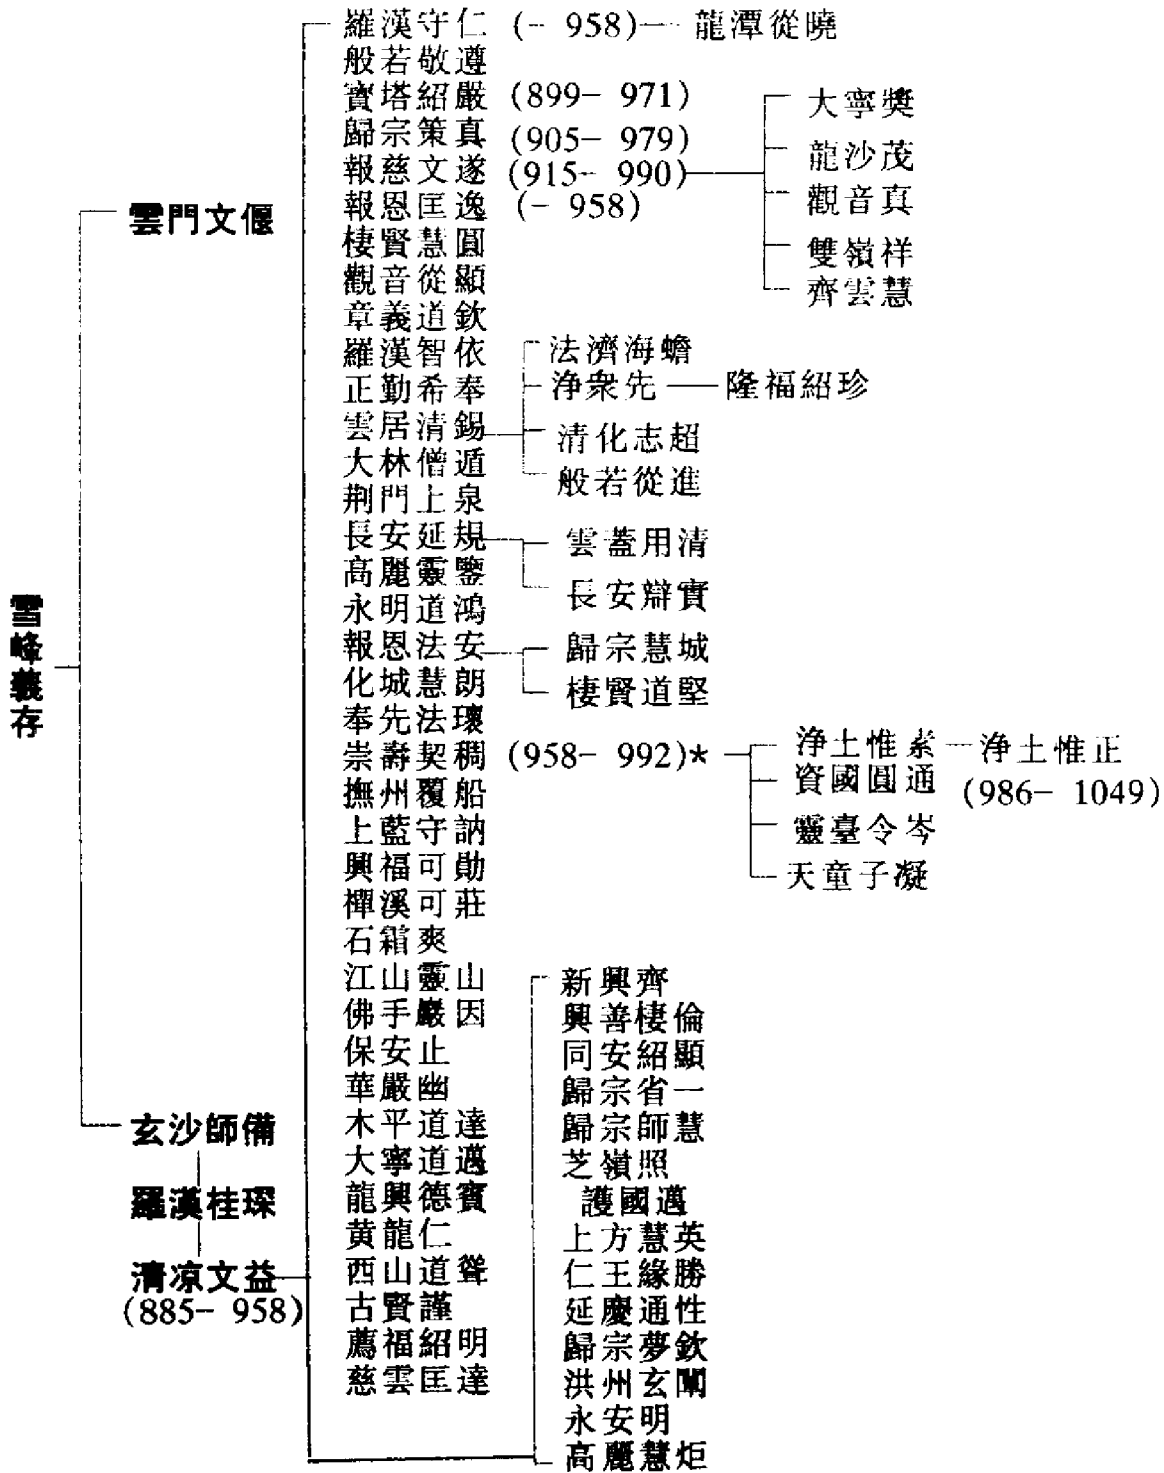 雪峰義存
雲門文偃
玄沙師備
羅漢桂琛
清凉文益
(885- 958)
羅漢守仁 (- 958) 龍潭從曉
般若敬遵
寶塔紹嚴 (899- 971)
歸宗策真 (905- 979)
報慈文遂 (915- 990)
大寧獎
龍沙茂
觀音真
雙嶺祥
齊雲慧
報恩匡逸 (- 958)
棲賢慧圓
觀音從顯
章義道欽
羅漢智依
正勤希奉
雲居清錫
法濟海蟾
净衆先 隆福紹珍
清化志超
般若從進
大林僧遁
荆門上泉
長安延規
雲蓋用清
長安辯實
高麗靈鑒
永明道鴻
報恩法安
歸宗慧城
棲賢道堅
化城慧朗
奉先法瓌
崇壽契稠 (958- 992)*
净土惟素 净土惟正
(986- 1049)
資國圓通
靈臺令岑
天童子凝
撫州覆船
上藍守訥
興福可勛
禪溪可莊
石霜爽
江山靈山
佛手巖因
保安止
華嚴幽
木平道達
大寧道邁
龍興德賓
黄龍仁
西山道聳
古賢謹
薦福紹明
慈雲匡達
新興齊
興善棲倫
同安紹顯
歸宗省一
歸宗師慧
芝嶺照
護國邁
上方慧英
仁王緣勝
延慶通性
歸宗夢欽
洪州玄闡
永安明
高麗慧炬